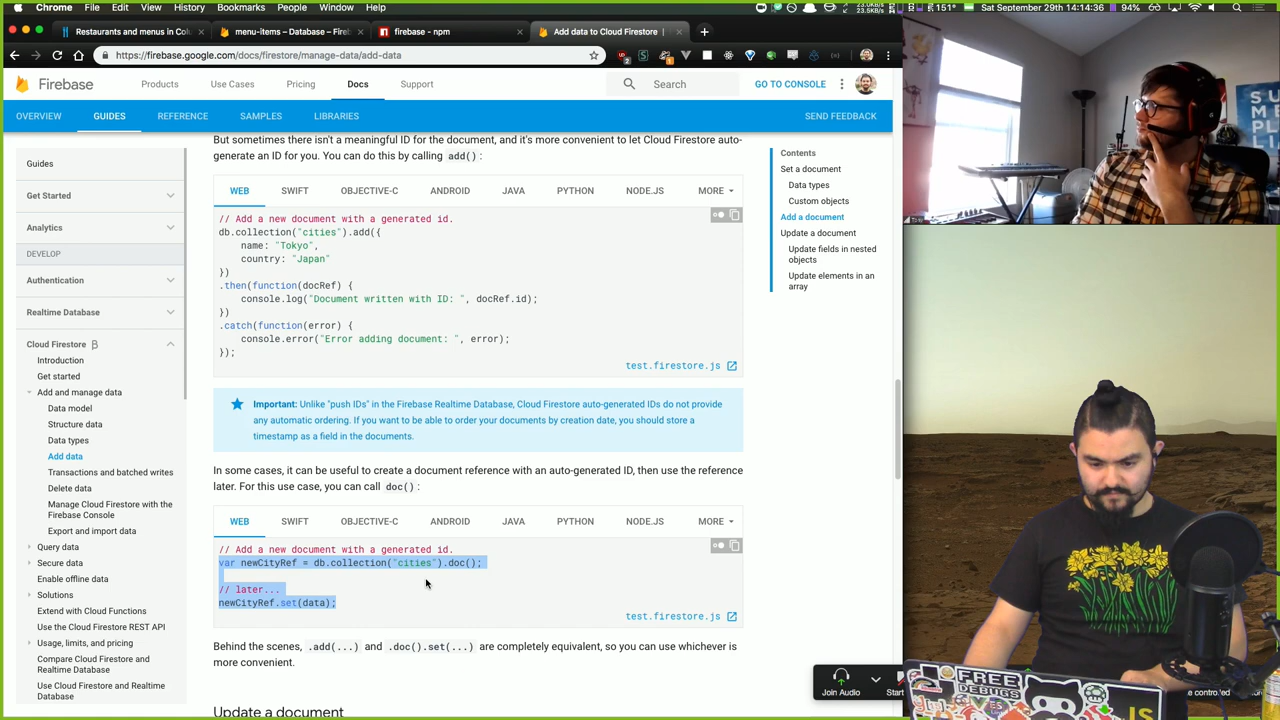 Chrome File Edit View History Bookmarks People Window Help
151° Sat September 29th 14:14:36 94%
Restaurants and menus in Colu
menu-items – Database – Fireb
firebase - npm
Add data to Cloud Firestore |
https://firebase.google.com/docs/firestore/manage-data/add-data
Firebase Products Use Cases Pricing Docs Support Search GO TO CONSOLE
OVERVIEW GUIDES REFERENCE SAMPLES LIBRARIES SEND FEEDBACK
Guides
Get Started
Analytics
DEVELOP
Authentication
Realtime Database
Cloud Firestore β
Introduction
Get started
Add and manage data
Data model
Structure data
Data types
Add data
Transactions and batched writes
Delete data
Manage Cloud Firestore with the
Firebase Console
Export and import data
Query data
Secure data
Enable offline data
Solutions
Extend with Cloud Functions
Use the Cloud Firestore REST API
Usage, limits, and pricing
Compare Cloud Firestore and
Realtime Database
Use Cloud Firestore and Realtime
Database
But sometimes there isn't a meaningful ID for the document, and it's more convenient to let Cloud Firestore auto-
generate an ID for you. You can do this by calling add() :
WEB SWIFT OBJECTIVE-C ANDROID JAVA PYTHON NODE.JS MORE
// Add a new document with a generated id.
db.collection("cities").add({
name: "Tokyo",
country: "Japan"
})
.then(function(docRef) {
console.log("Document written with ID: ", docRef.id);
})
.catch(function(error) {
console.error("Error adding document: ", error);
});
test.firestore.js
Important: Unlike "push IDs" in the Firebase Realtime Database, Cloud Firestore auto-generated IDs do not provide
any automatic ordering. If you want to be able to order your documents by creation date, you should store a
timestamp as a field in the documents.
In some cases, it can be useful to create a document reference with an auto-generated ID, then use the reference
later. For this use case, you can call doc() :
WEB SWIFT OBJECTIVE-C ANDROID JAVA PYTHON NODE.JS MORE
// Add a new document with a generated id.
var newCityRef = db.collection("cities").doc();
// later...
newCityRef.set(data);
test.firestore.js
Behind the scenes, .add(...) and .doc().set(...) are completely equivalent, so you can use whichever is
more convenient.
Update a document
Contents
Set a document
Data types
Custom objects
Add a document
Update a document
Update fields in nested
objects
Update elements in an
array
Join Audio
Start
FREE
DEBUGS
JS